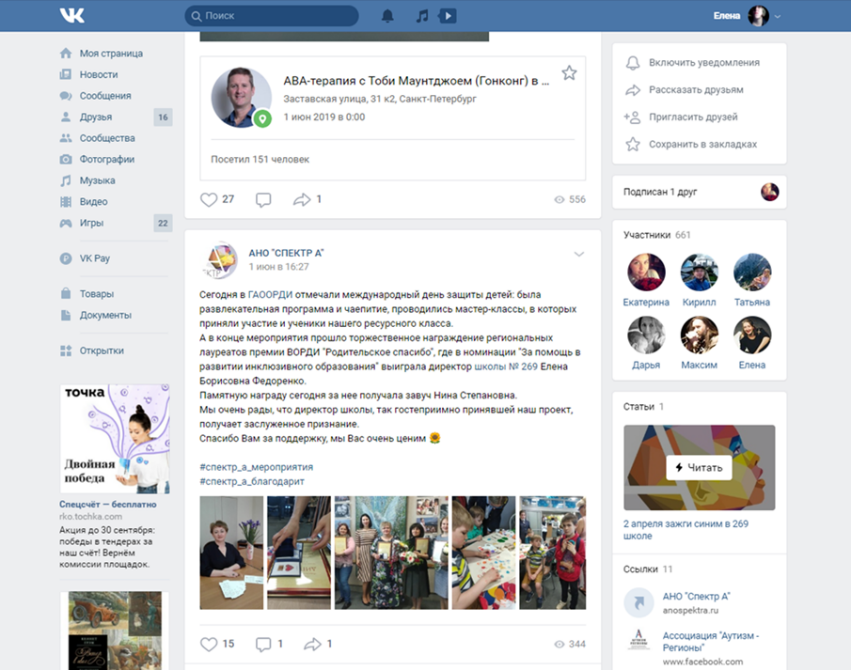 Поиск
Елена
Моя страница
Новости
Сообщения
Друзья
16
Сообщества
Фотографии
Музыка
Видео
Игры
22
VK Pay
Товары
Документы
Открытки
точка
Двойная
победа
Спецсчёт — бесплатно
rko.tochka.com
Акция до 30 сентября:
победы в тендерах за
наш счёт! Вернём
комиссии площадок.
АВА-терапия с Тоби Маунтджоем (Гонконг) в ...
Заставская улица, 31 к2, Санкт-Петербург
1 июн 2019 в 0:00
Посетил 151 человек
27
1
556
АНО "СПЕКТР А"
1 июн в 16:27
Сегодня в ГАООРДИ отмечали международный день защиты детей: была
развлекательная программа и чаепитие, проводились мастер-классы, в которых
приняли участие и ученики нашего ресурсного класса.
А в конце мероприятия прошло торжественное награждение региональных
лауреатов премии ВОРДИ "Родительское спасибо", где в номинации "За помощь в
развитии инклюзивного образования" выиграла директор школы № 269 Елена
Борисовна Федоренко.
Памятную награду сегодня за нее получала завуч Нина Степановна.
Мы очень рады, что директор школы, так гостеприимно принявшей наш проект,
получает заслуженное признание.
Спасибо Вам за поддержку, мы Вас очень ценим
#спектр_а_мероприятия
#спектр_а_благодарит
15
1
1
344
Включить уведомления
Рассказать друзьям
Пригласить друзей
Сохранить в закладках
Подписан 1 друг
Участники 661
Екатерина
Кирилл
Татьяна
Дарья
Максим
Елена
Статьи 1
Читать
2 апреля зажги синим в 269
школе
Ссылки 11
АНО "Спектр А"
anospektra.ru
Ассоциация "Аутизм -
Регионы"
www.facebook.com